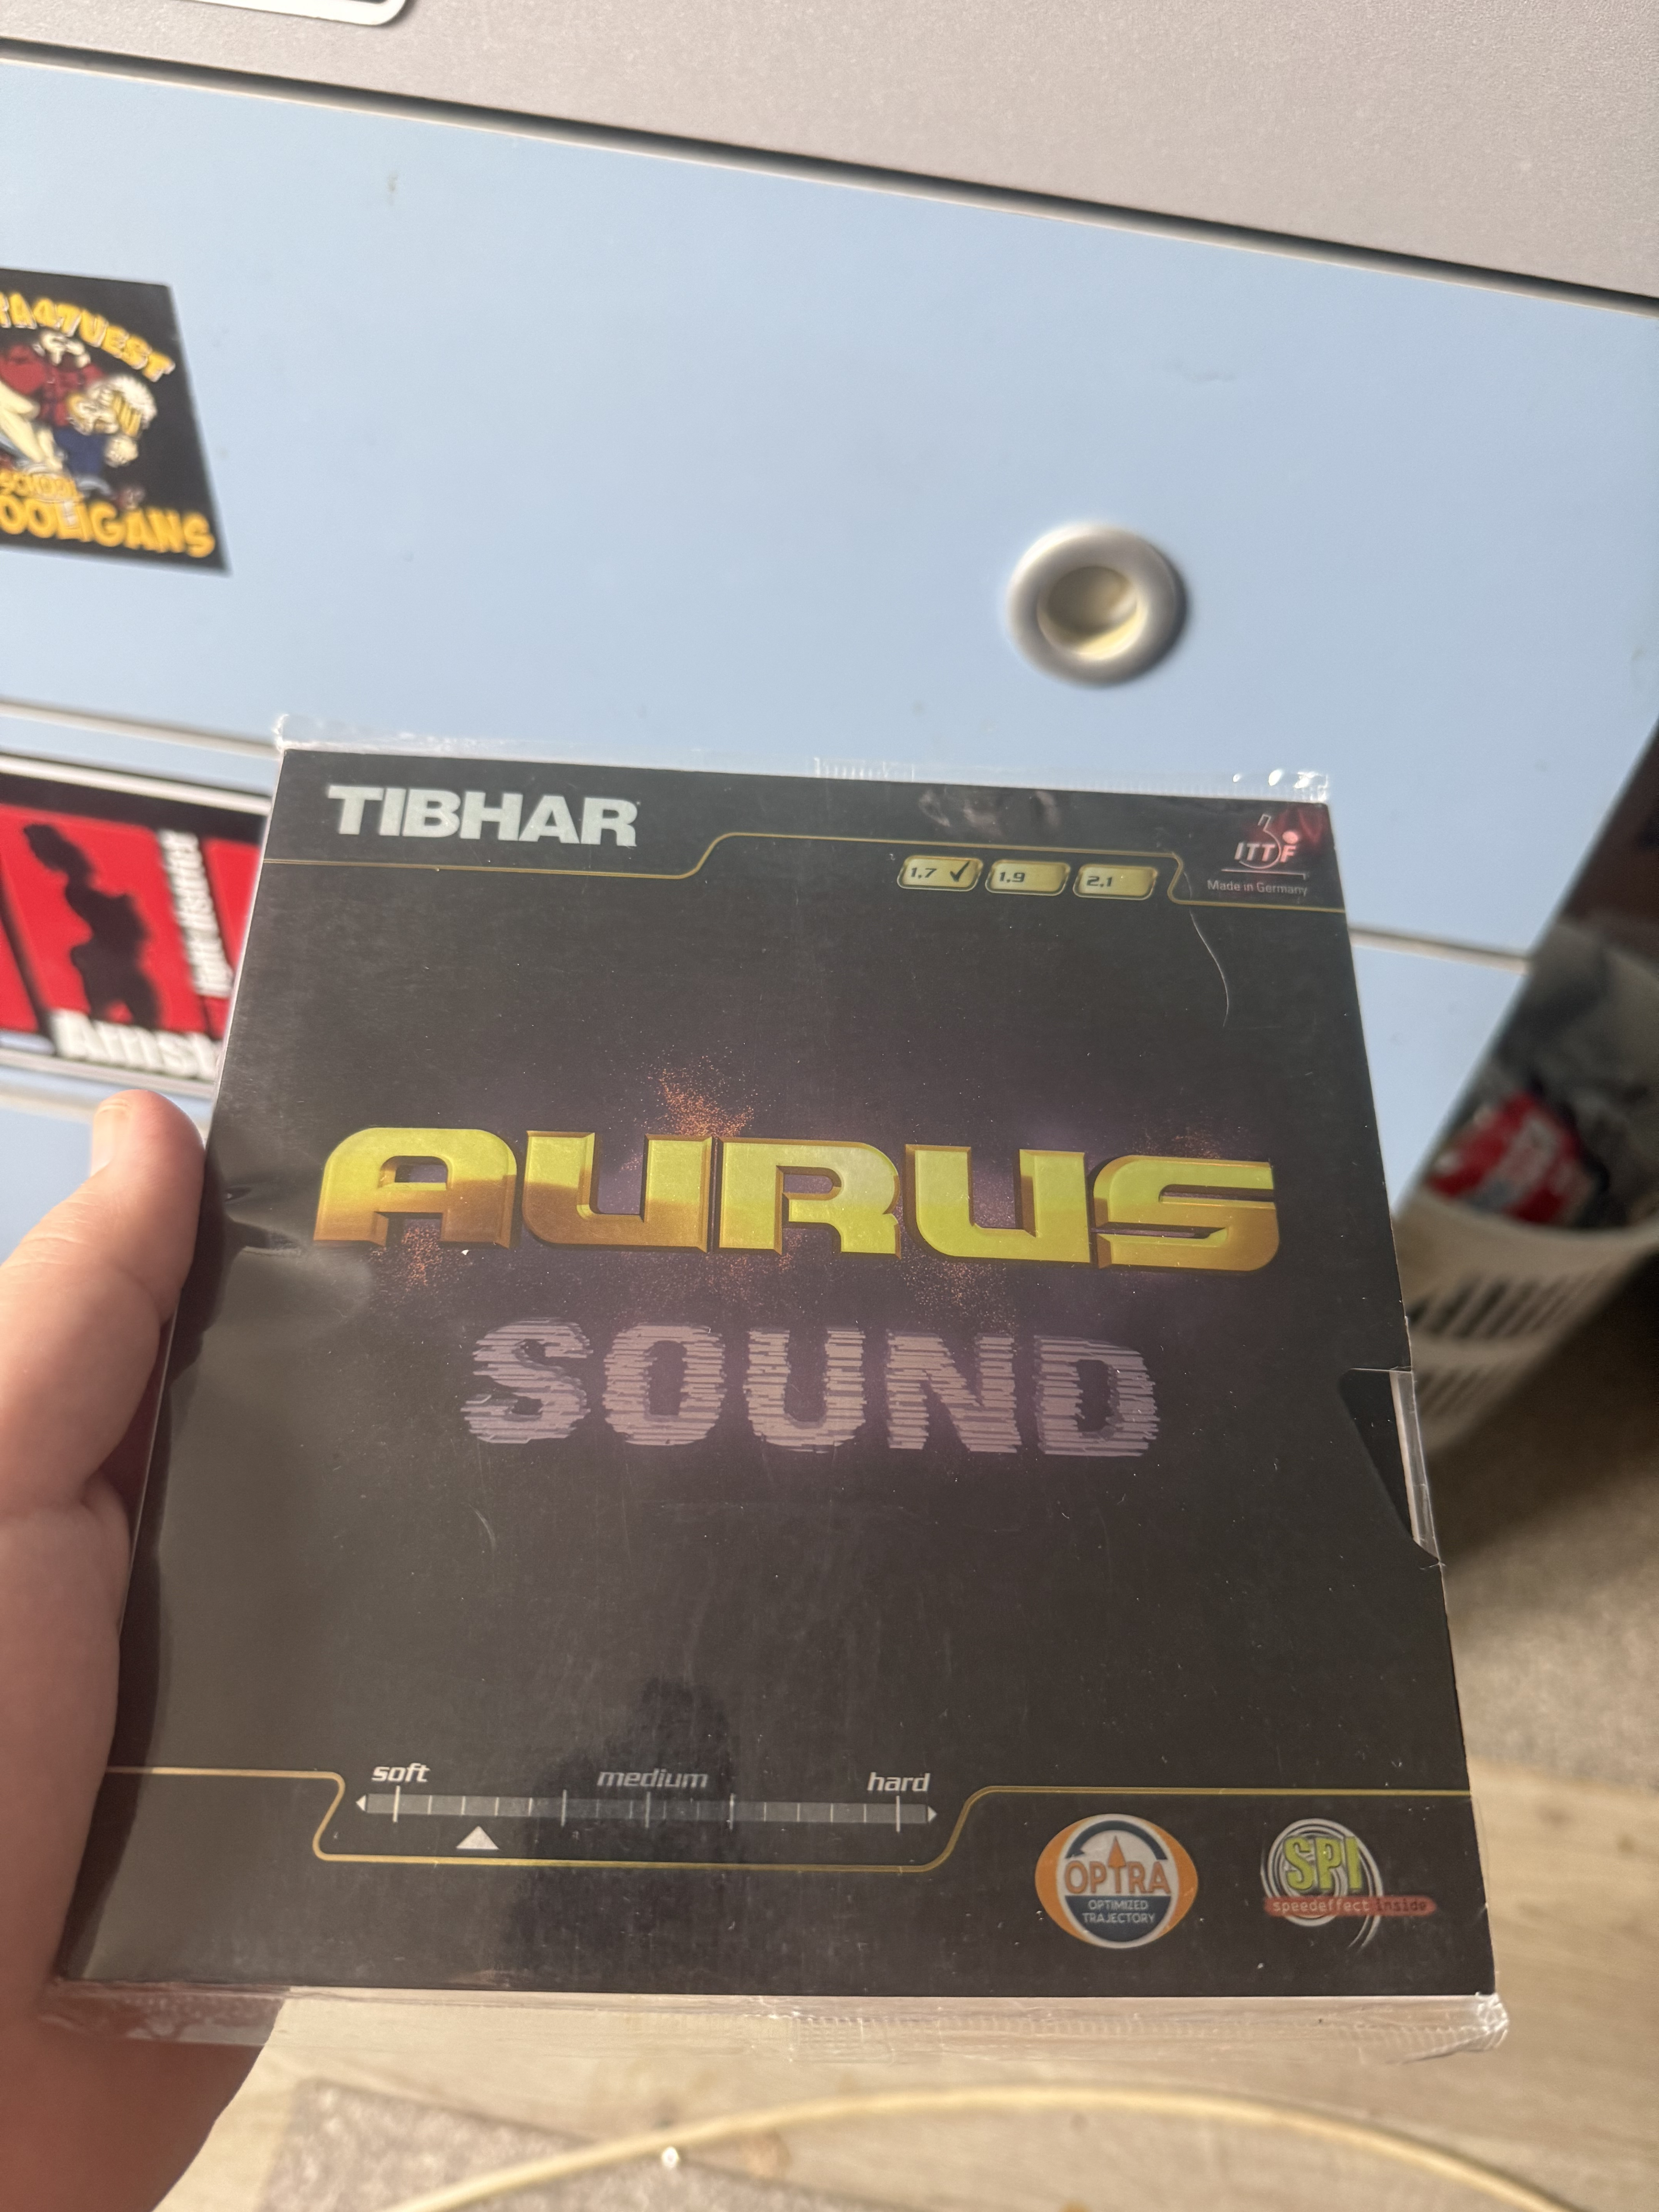 SCHOOL
HOOLIGANS
TIBHAR
1.7 ✓ 1.9 2.1
ITTF
Made in Germany
AURUS
SOUND
soft medium hard
OPTRA
OPTIMIZED
TRAJECTORY
SPI
speedeffect inside